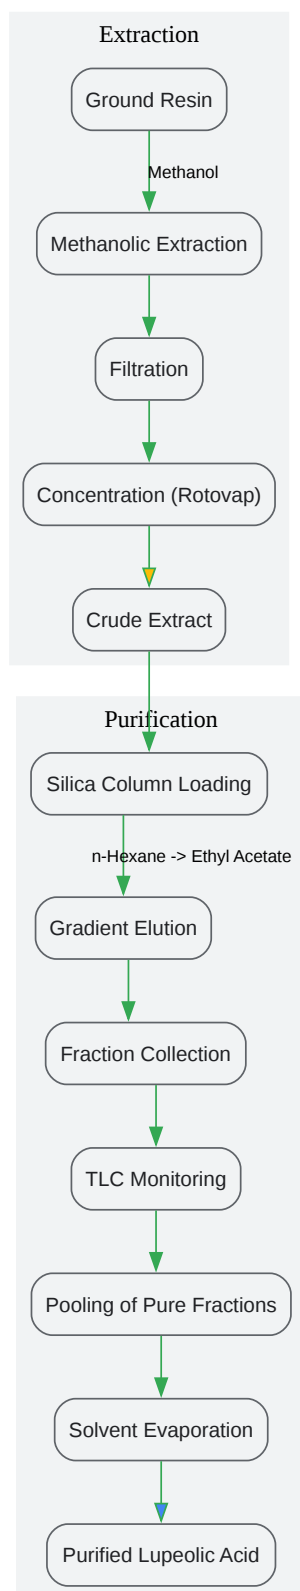 Extraction
Ground Resin
Methanol
Methanolic Extraction
Filtration
Concentration (Rotovap)
Crude Extract
Purification
Silica Column Loading
n-Hexane -> Ethyl Acetate
Gradient Elution
Fraction Collection
TLC Monitoring
Pooling of Pure Fractions
Solvent Evaporation
Purified Lupeolic Acid